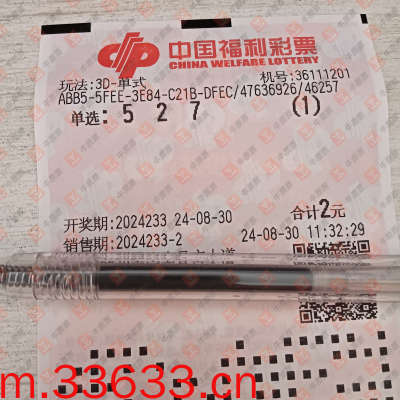 中国福利彩票
CHINA WELFARE LOTTERY
玩法:3D-单式 机号:36111201
ABB5-5FEE-3E84-C21B-DFEC/47636926/46257
单选: 5 2 7 (1)
开奖期:2024233 24-08-30 合计2元
销售期:2024233-2 24-08-30 11:32:29
m.33633.cn